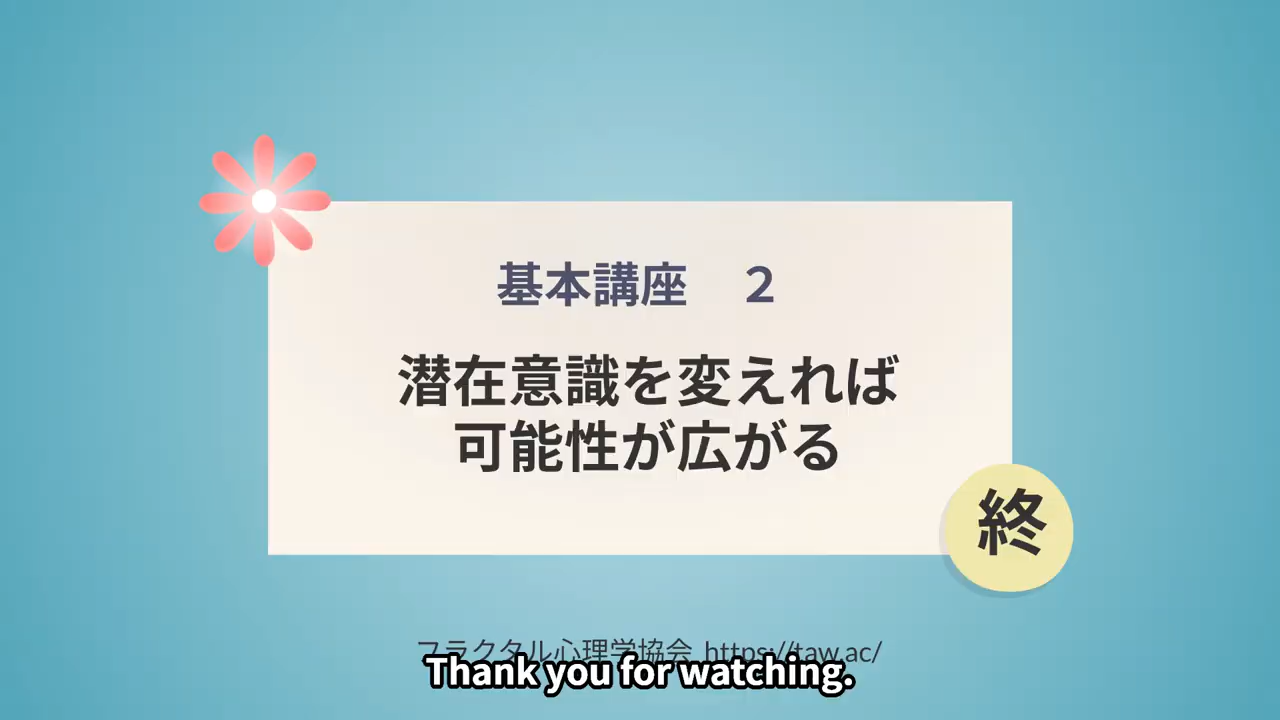 基本講座　２
潜在意識を変えれば
可能性が広がる
終
フラクタル心理学協会 https://taw.ac/
Thank you for watching.